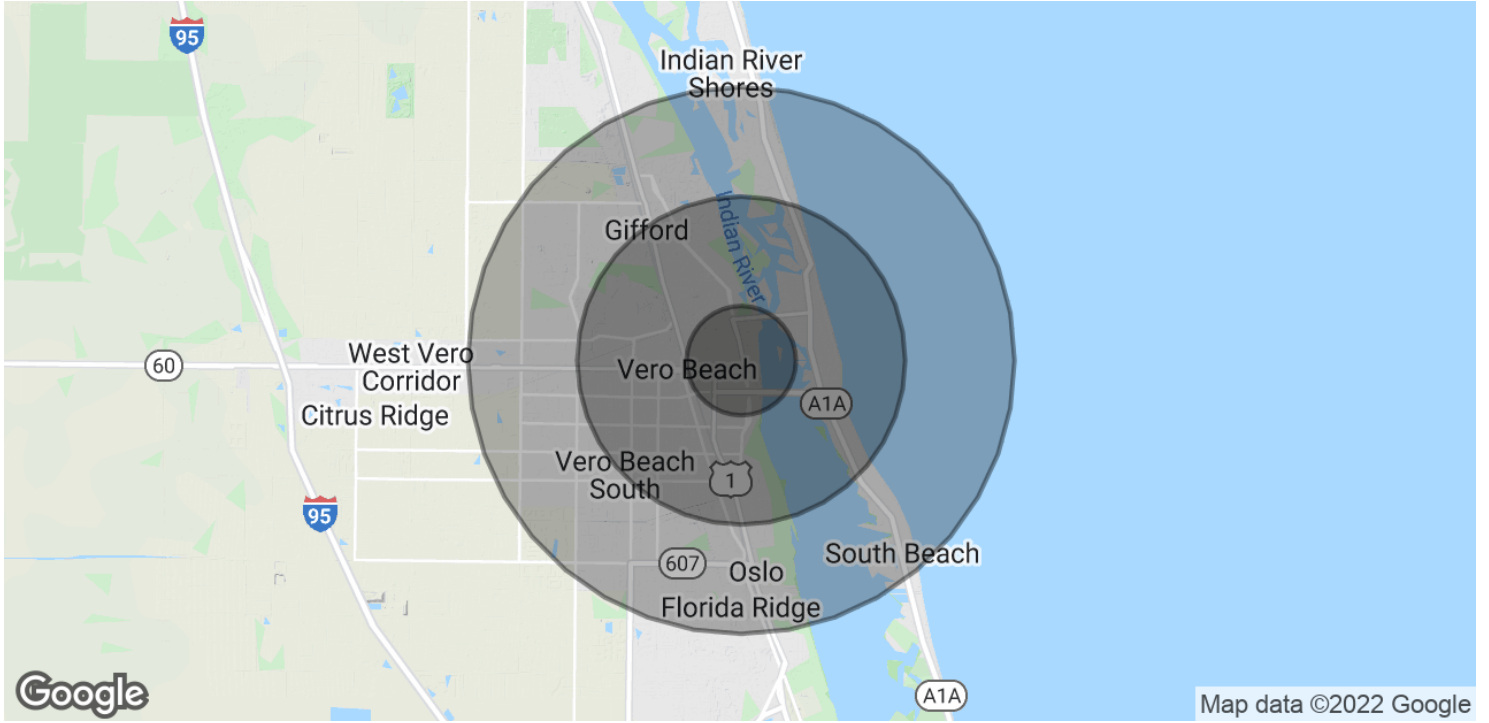 95
Indian River
Shores
Gifford
Indian River
West Vero
Corridor
60
Vero Beach
A1A
Citrus Ridge
Vero Beach
South
1
95
South Beach
607
Oslo
Florida Ridge
Google
A1A
Map data ©2022 Google